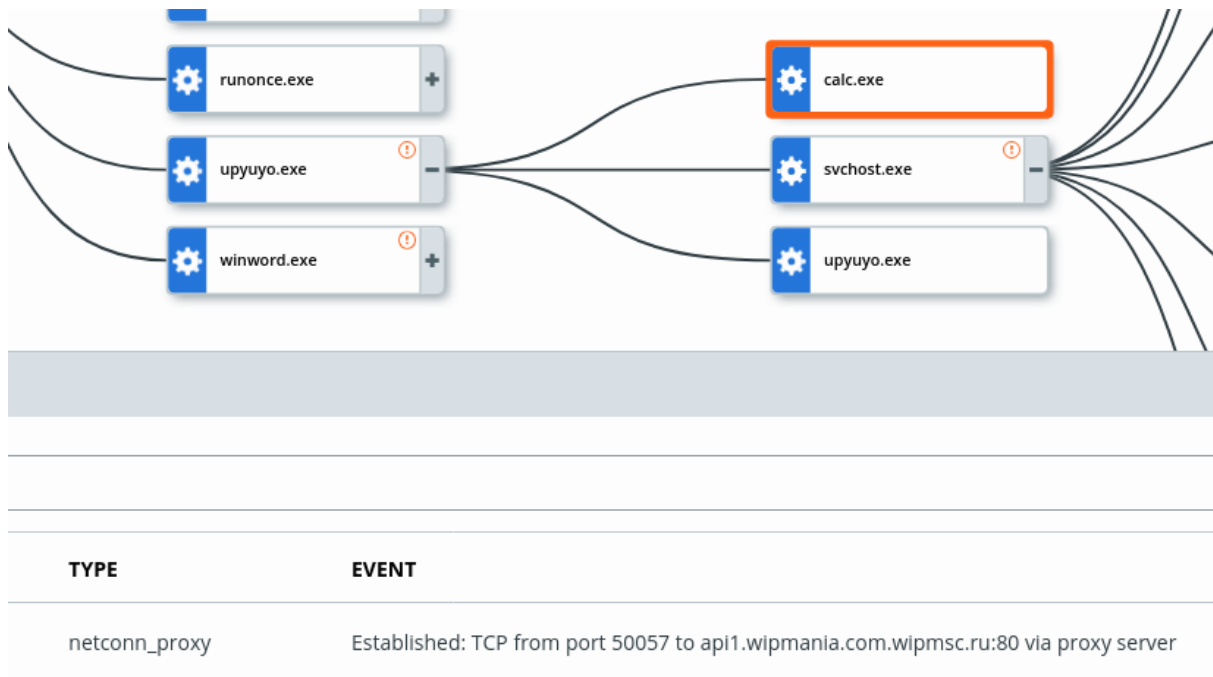 runonce.exe
calc.exe
upyuyo.exe
svchost.exe
winword.exe
upyuyo.exe
TYPE EVENT
netconn_proxy Established: TCP from port 50057 to api1.wipmania.com.wipmsc.ru:80 via proxy server